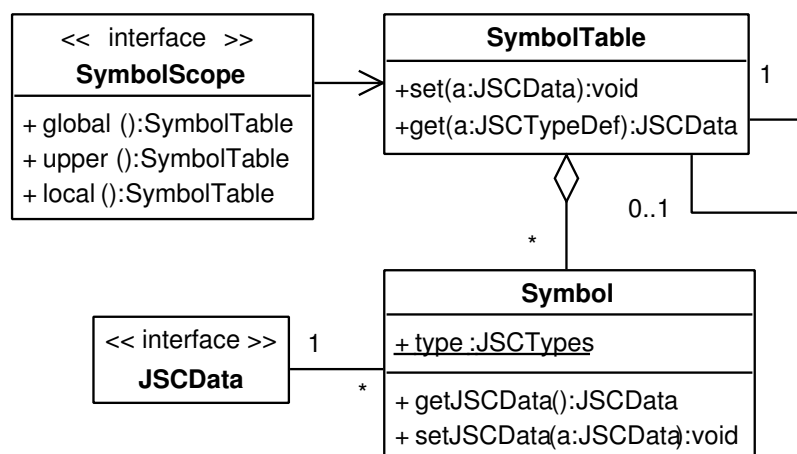 << interface >>
SymbolScope
+ global ():SymbolTable
+ upper ():SymbolTable
+ local ():SymbolTable
SymbolTable
+set(a:JSCData):void
+get(a:JSCTypeDef):JSCData
1
0..1
*
Symbol
+ type :JSCTypes
+ getJSCData():JSCData
+ setJSCData(a:JSCData):void
<< interface >>
JSCData
1
*